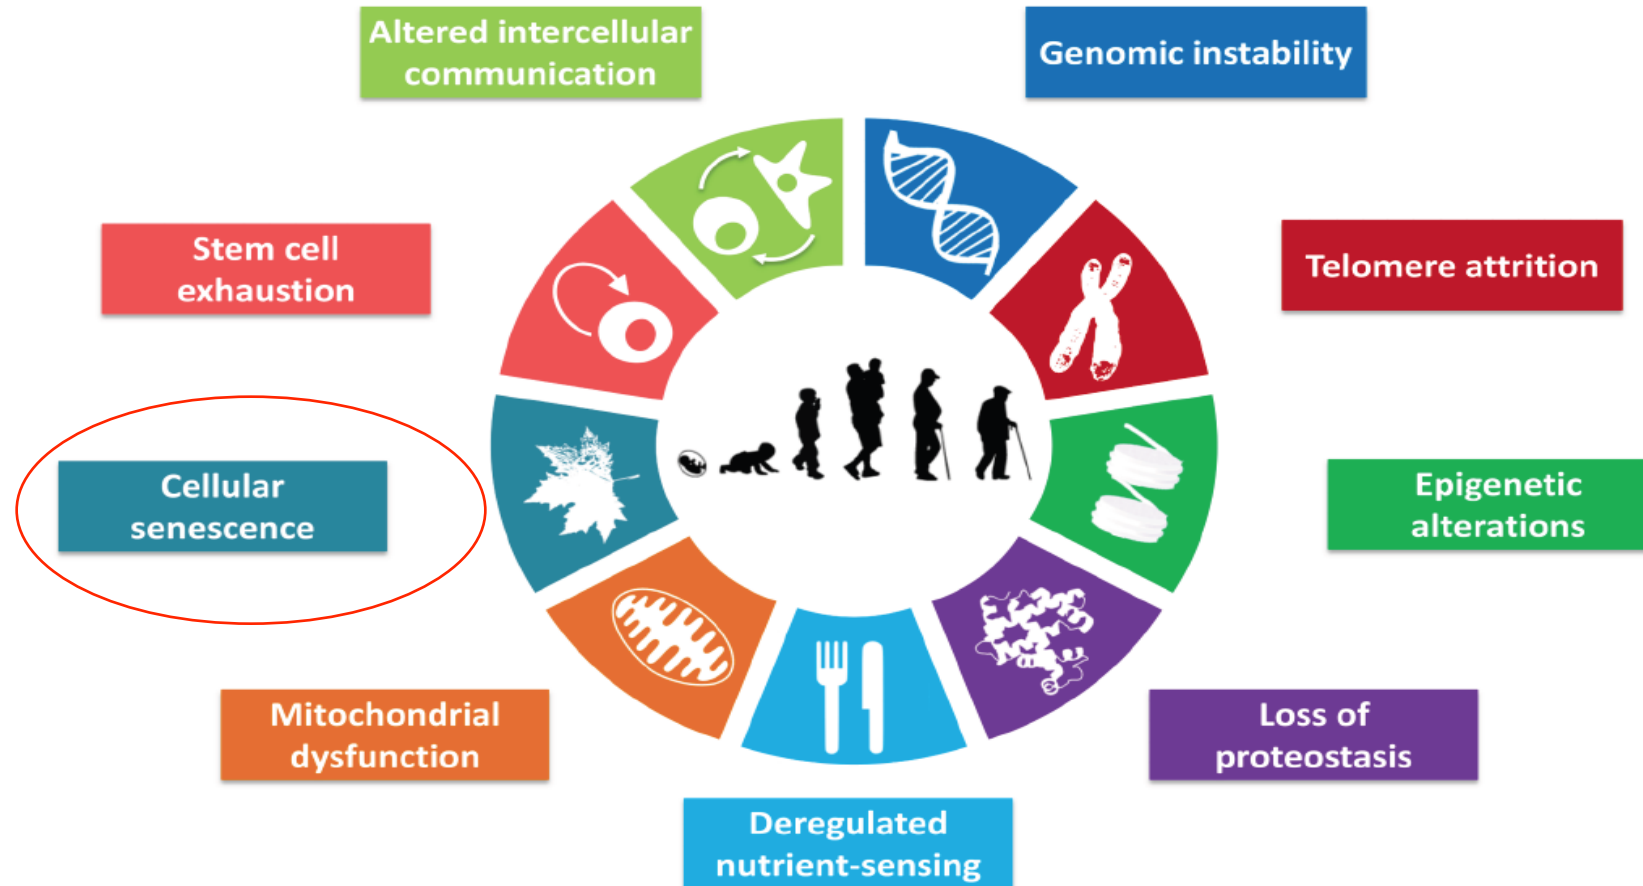 Altered intercellular
communication
Genomic instability
Stem cell
exhaustion
Telomere attrition
Cellular
senescence
Epigenetic
alterations
Mitochondrial
dysfunction
Loss of
proteostasis
Deregulated
nutrient-sensing